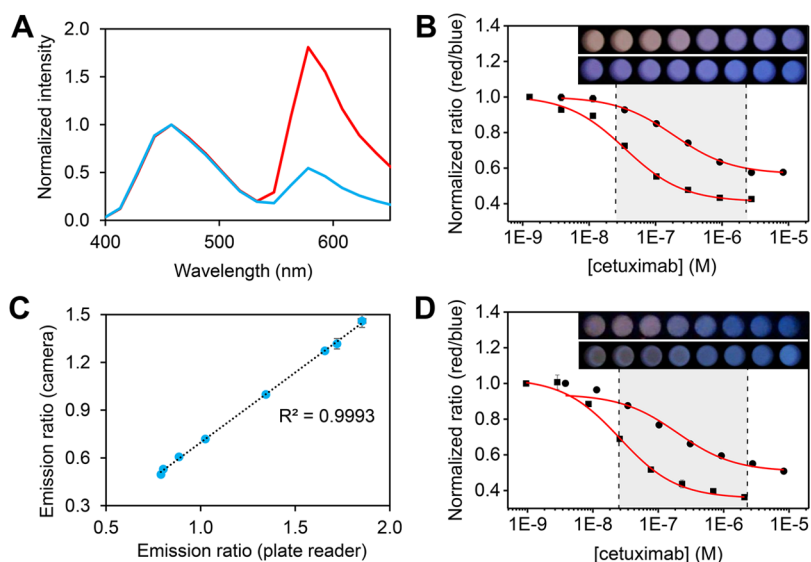 A
Normalized intensity
2.0
1.5
1.0
0.5
0.0
400
500
600
Wavelength (nm)
B
Normalized ratio (red/blue)
1.4
1.2
1.0
0.8
0.6
0.4
1E-9
1E-8
1E-7
1E-6
1E-5
[cetuximab] (M)
C
Emission ratio (camera)
1.5
1.2
0.9
0.6
0.3
R² = 0.9993
0.5
1.0
1.5
2.0
Emission ratio (plate reader)
D
Normalized ratio (red/blue)
1.4
1.2
1.0
0.8
0.6
0.4
1E-9
1E-8
1E-7
1E-6
1E-5
[cetuximab] (M)